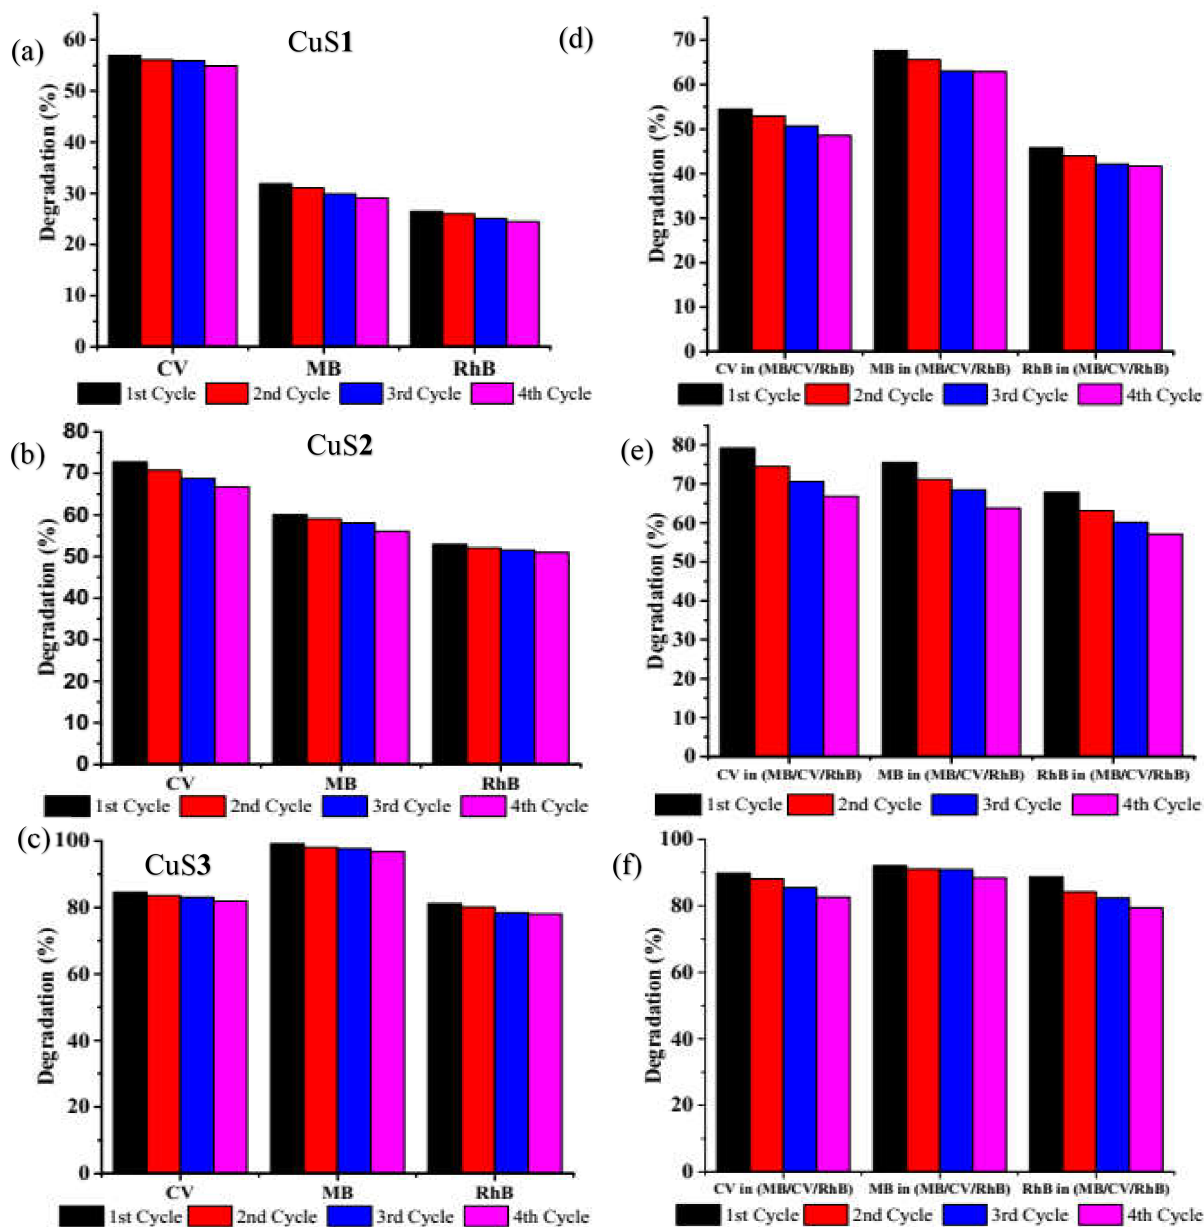 (a)
CuS1
Degradation (%)
60
50
40
30
20
10
0
CV MB RhB
1st Cycle 2nd Cycle 3rd Cycle 4th Cycle
(d)
Degradation (%)
70
60
50
40
30
20
10
0
CV in (MB/CV/RhB) MB in (MB/CV/RhB) RhB in (MB/CV/RhB)
1st Cycle 2nd Cycle 3rd Cycle 4th Cycle
(b)
CuS2
Degradation (%)
80
70
60
50
40
30
20
10
0
CV MB RhB
1st Cycle 2nd Cycle 3rd Cycle 4th Cycle
(e)
Degradation (%)
80
70
60
50
40
30
20
10
0
CV in (MB/CV/RhB) MB in (MB/CV/RhB) RhB in (MB/CV/RhB)
1st Cycle 2nd Cycle 3rd Cycle 4th Cycle
(c)
CuS3
Degradation (%)
100
80
60
40
20
0
CV MB RhB
1st Cycle 2nd Cycle 3rd Cycle 4th Cycle
(f)
Degradation (%)
100
80
60
40
20
0
CV in (MB/CV/RhB) MB in (MB/CV/RhB) RhB in (MB/CV/RhB)
1st Cycle 2nd Cycle 3rd Cycle 4th Cycle